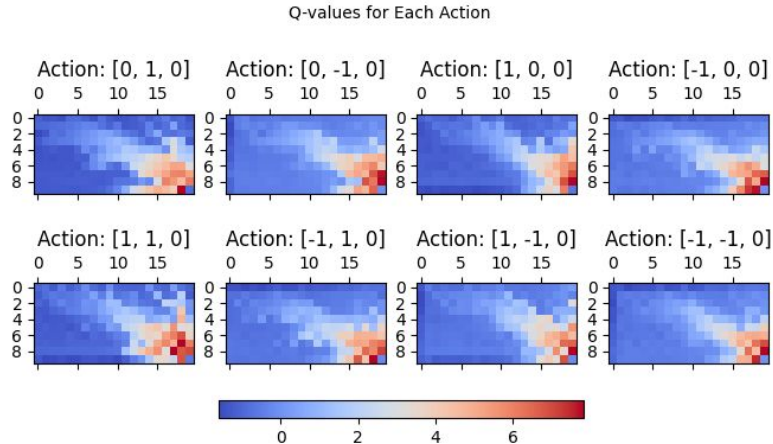 Q-values for Each Action
Action: [0, 1, 0] Action: [0, -1, 0] Action: [1, 0, 0] Action: [-1, 0, 0]
0 5 10 15 0 5 10 15 0 5 10 15 0 5 10 15
0 0 0 0
2 2 2 2
4 4 4 4
6 6 6 6
8 8 8 8
Action: [1, 1, 0] Action: [-1, 1, 0] Action: [1, -1, 0] Action: [-1, -1, 0]
0 5 10 15 0 5 10 15 0 5 10 15 0 5 10 15
0 0 0 0
2 2 2 2
4 4 4 4
6 6 6 6
8 8 8 8
0 2 4 6